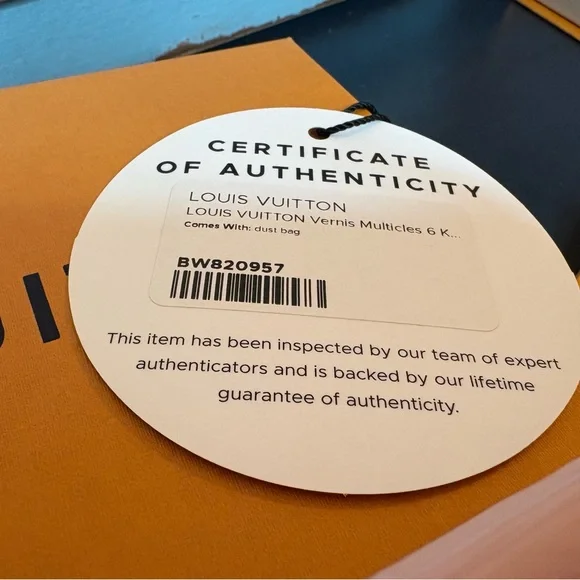 CERTIFICATE
OF AUTHENTICITY
LOUIS VUITTON
LOUIS VUITTON Vernis Multicles 6 K...
Comes With: dust bag
BW820957
This item has been inspected by our team of expert
authenticators and is backed by our lifetime
guarantee of authenticity.